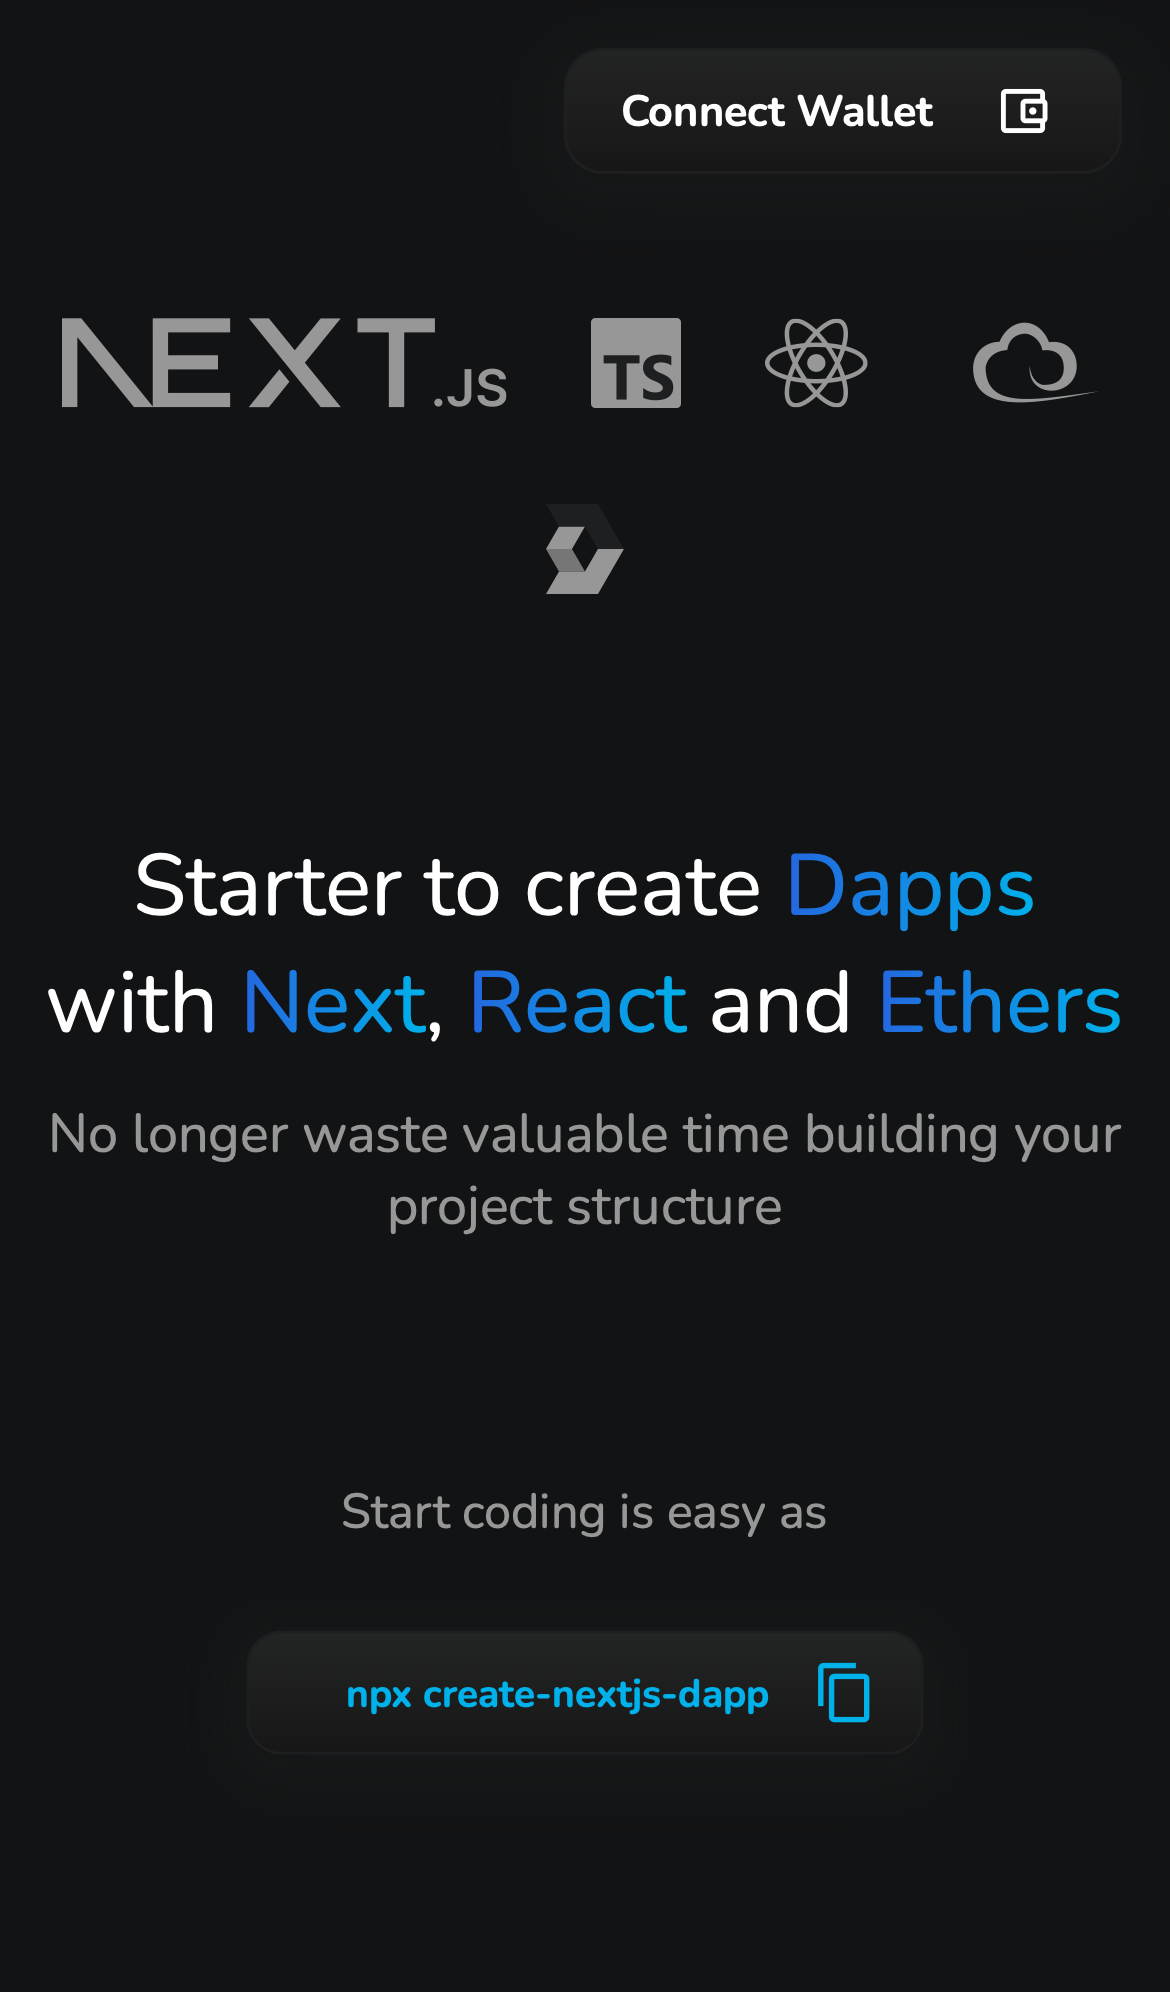 Connect Wallet
NEXT.JS TS
Starter to create Dapps
with Next, React and Ethers
No longer waste valuable time building your
project structure
Start coding is easy as
npx create-nextjs-dapp